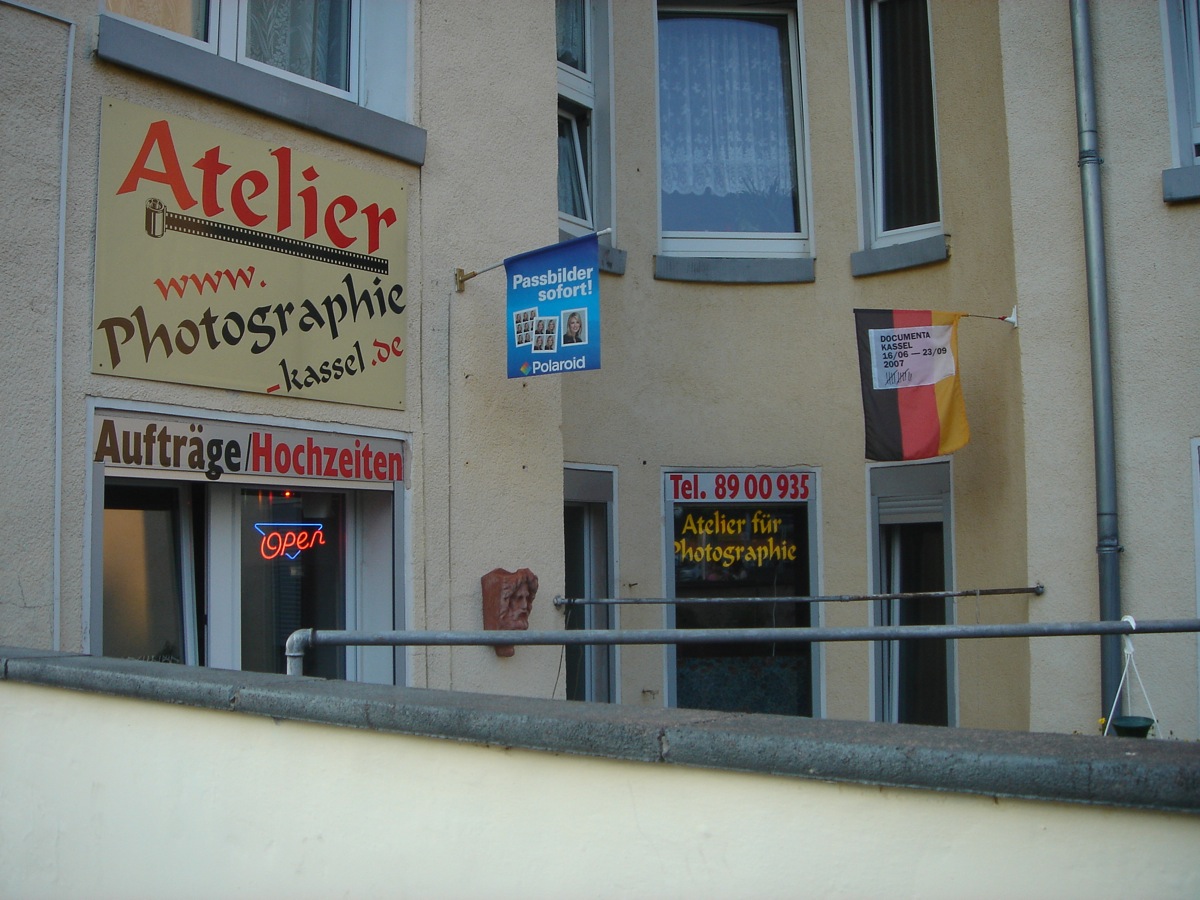 Atelier
www.
Photographie
-kassel.de
Aufträge/Hochzeiten
Open
Passbilder
sofort!
Polaroid
Tel. 89 00 935
Atelier für
Photographie
DOCUMENTA
KASSEL
16/06 — 23/09
2007